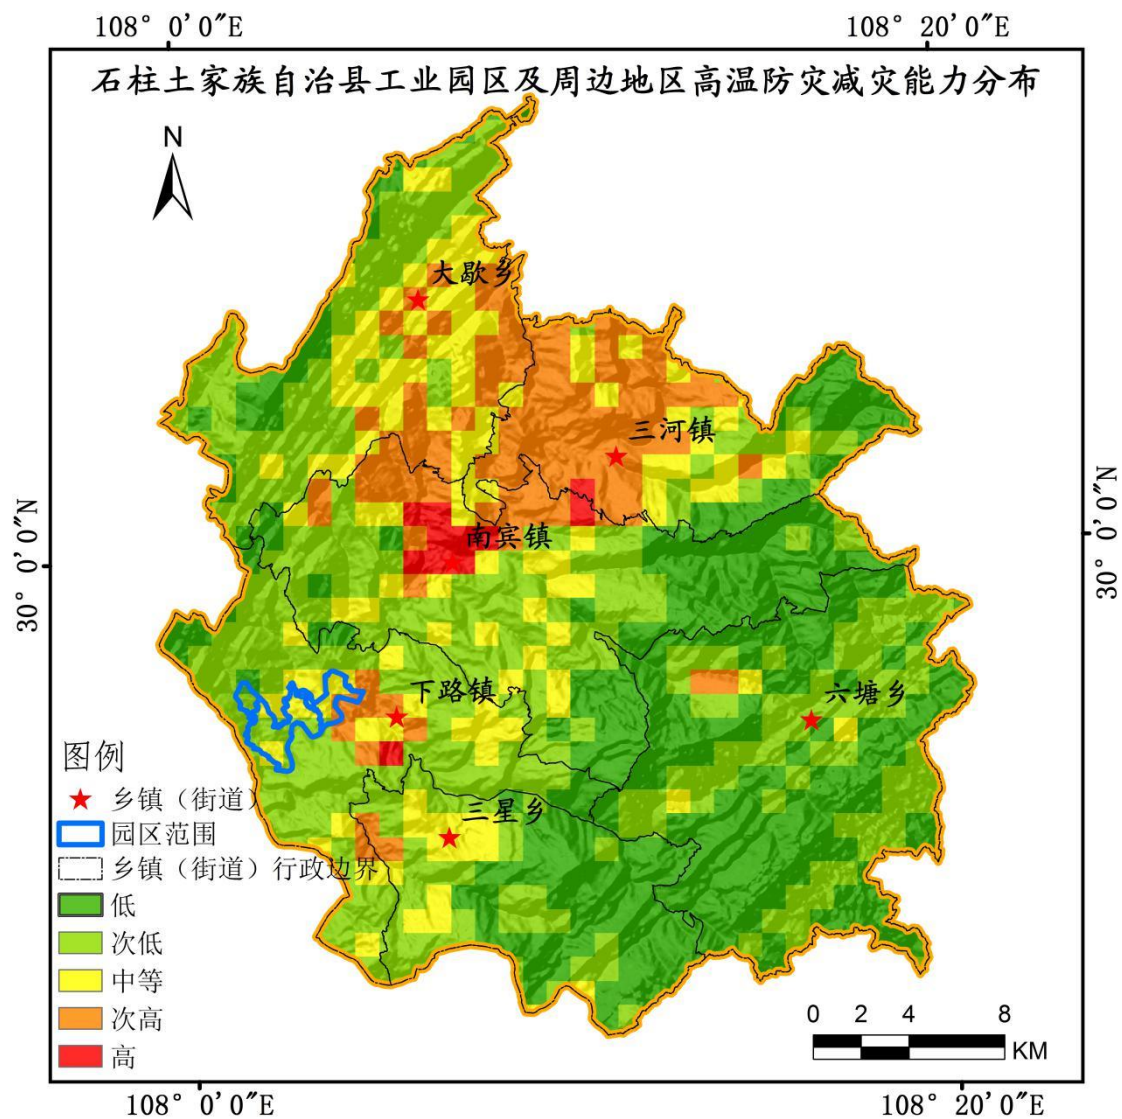 108° 0′0″E 108° 20′0″E
石柱土家族自治县工业园区及周边地区高温防灾减灾能力分布
N
大歇乡
三河镇
南宾镇
30° 0′0″N
30° 0′0″N
下路镇
六塘乡
三星乡
图例
乡镇（街道）
园区范围
乡镇（街道）行政边界
低
次低
中等
次高
高
0 2 4 8
KM
108° 0′0″E 108° 20′0″E